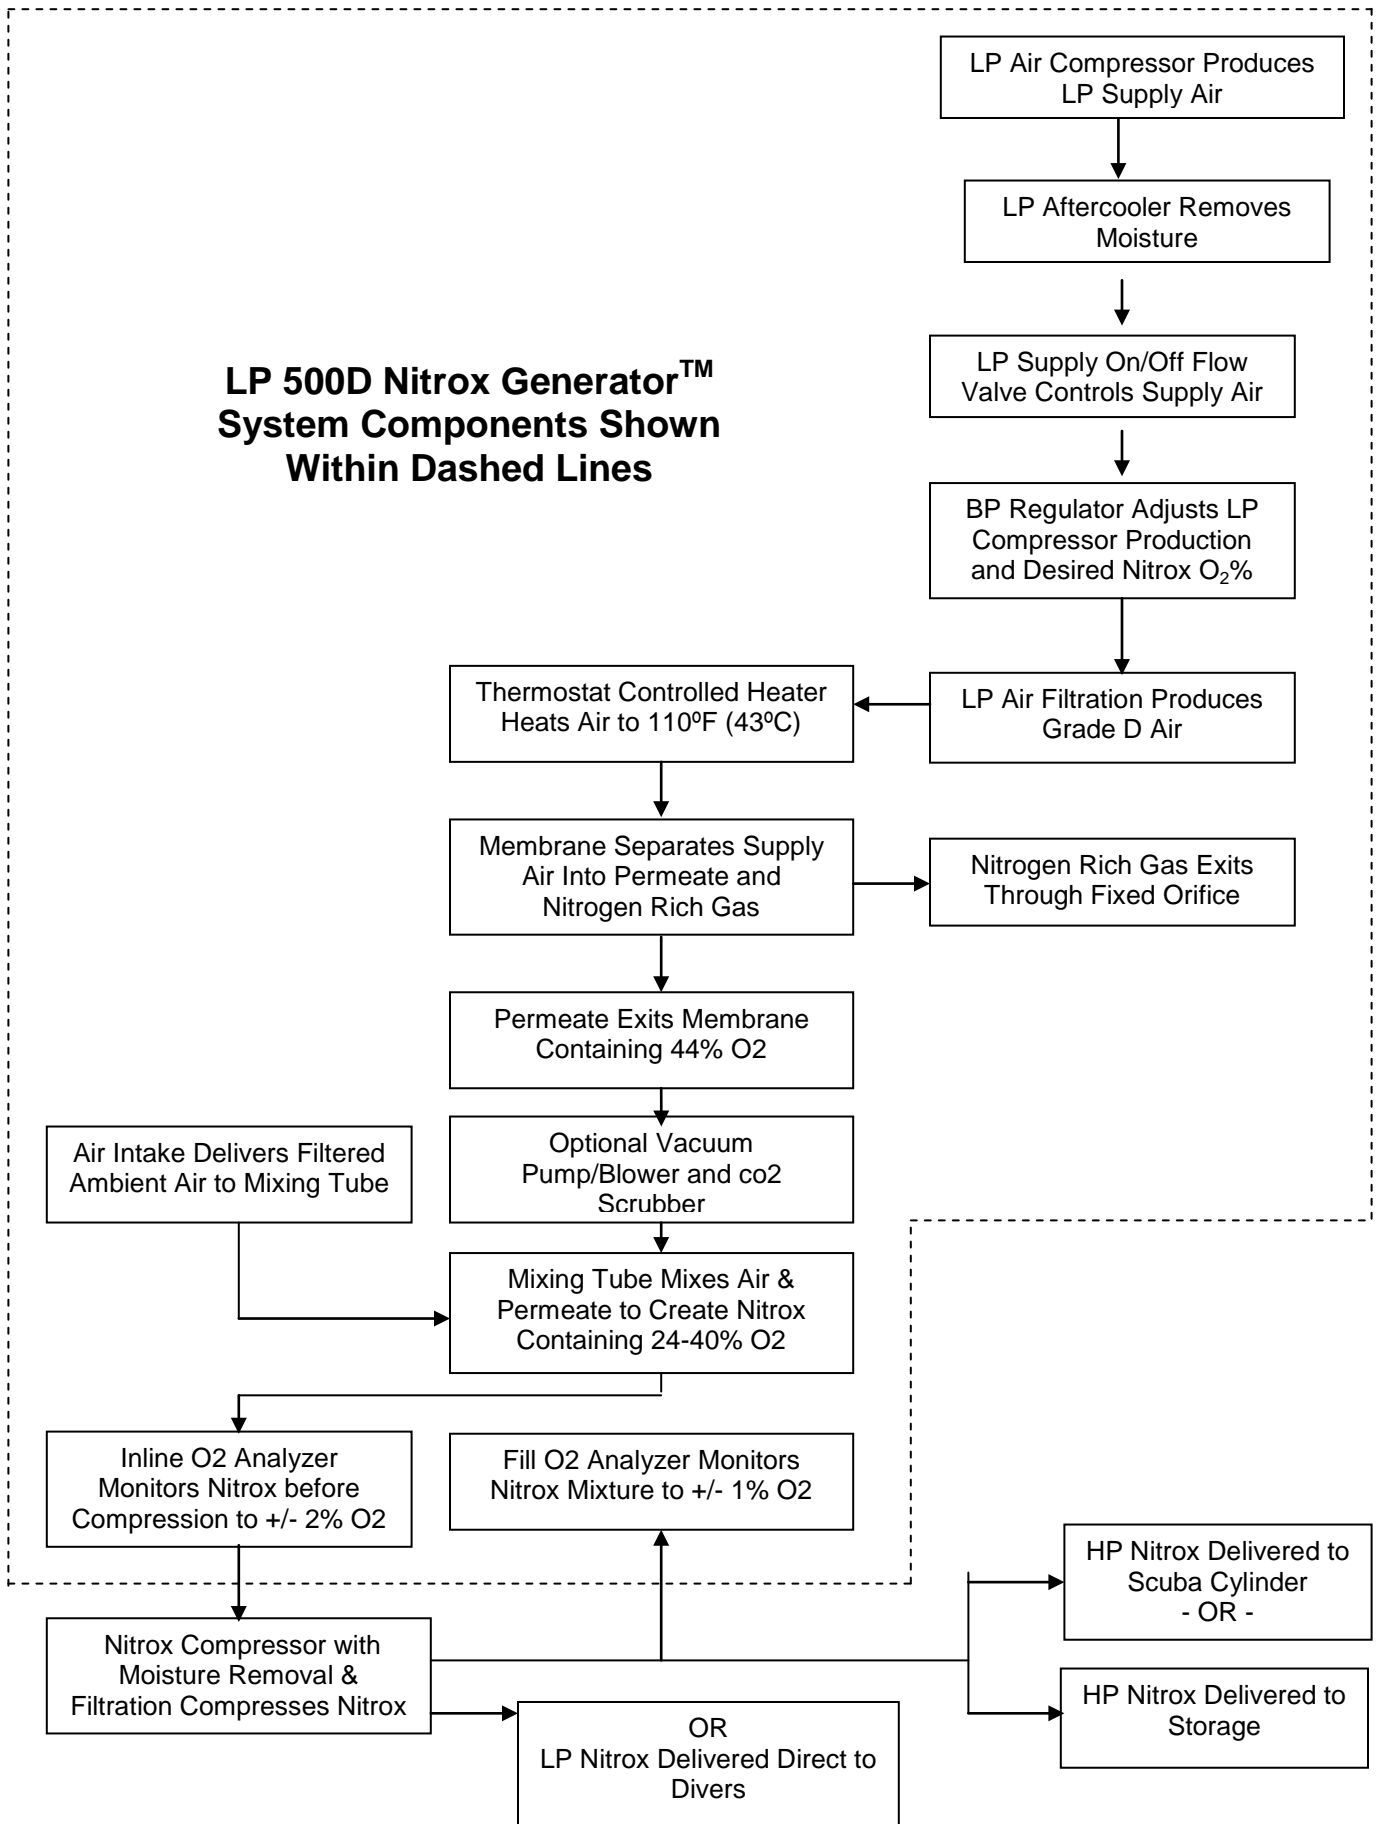 LP Air Compressor Produces
LP Supply Air
LP Aftercooler Removes
Moisture
LP Supply On/Off Flow
Valve Controls Supply Air
LP 500D Nitrox Generator™
System Components Shown
Within Dashed Lines
BP Regulator Adjusts LP
Compressor Production
and Desired Nitrox O₂%
Thermostat Controlled Heater
Heats Air to 110ºF (43ºC)
LP Air Filtration Produces
Grade D Air
Membrane Separates Supply
Air Into Permeate and
Nitrogen Rich Gas
Nitrogen Rich Gas Exits
Through Fixed Orifice
Permeate Exits Membrane
Containing 44% O2
Air Intake Delivers Filtered
Ambient Air to Mixing Tube
Optional Vacuum
Pump/Blower and co2
Scrubber
Mixing Tube Mixes Air &
Permeate to Create Nitrox
Containing 24-40% O2
Inline O2 Analyzer
Monitors Nitrox before
Compression to +/- 2% O2
Fill O2 Analyzer Monitors
Nitrox Mixture to +/- 1% O2
HP Nitrox Delivered to
Scuba Cylinder
- OR -
Nitrox Compressor with
Moisture Removal &
Filtration Compresses Nitrox
HP Nitrox Delivered to
Storage
OR
LP Nitrox Delivered Direct to
Divers